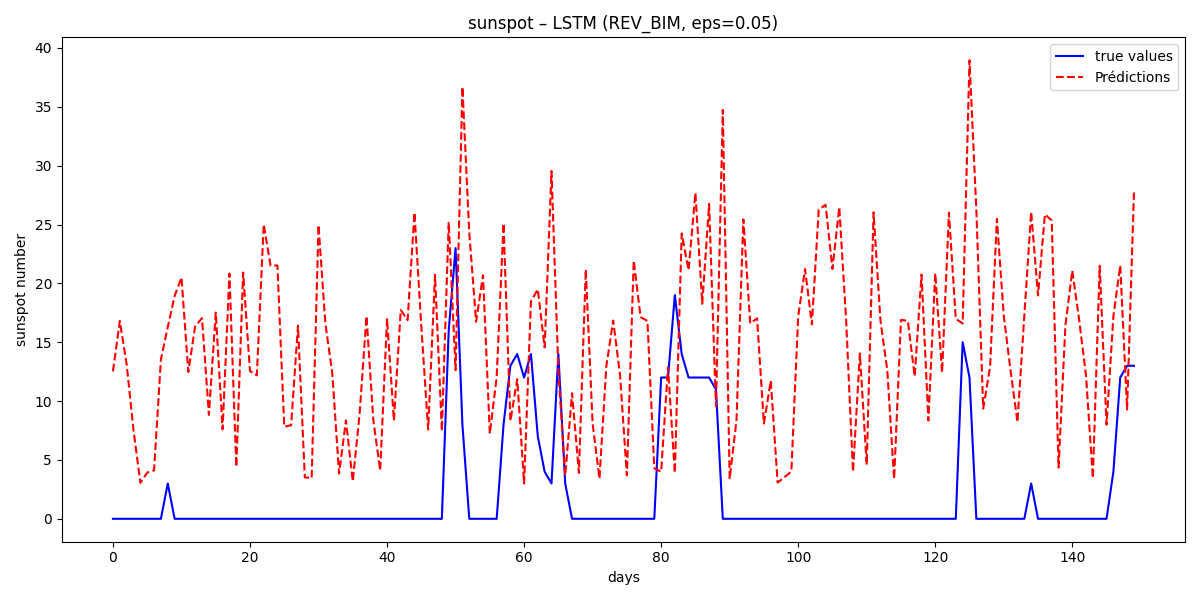 sunspot – LSTM (REV_BIM, eps=0.05)
true values
Prédictions
sunspot number
40
35
30
25
20
15
10
5
0
0 20 40 60 80 100 120 140
days